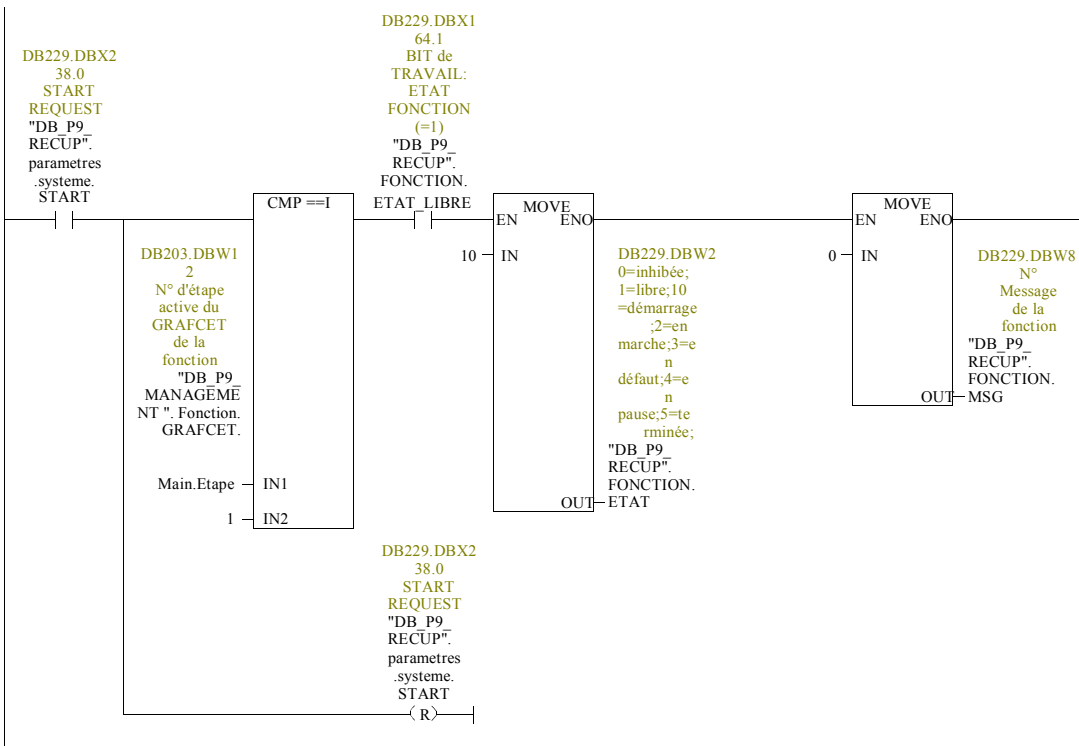 DB229.DBX2
38.0
START
REQUEST
"DB_P9_
RECUP".
parametres
.systeme.
START
DB229.DBX1
64.1
BIT de
TRAVAIL:
ETAT
FONCTION
(=1)
"DB_P9_
RECUP".
FONCTION.
ETAT_LIBRE
CMP ==I
DB203.DBW1
2
N° d'étape
active du
GRAFCET
de la
fonction
"DB_P9_
MANAGEME
NT ". Fonction.
GRAFCET.
Main.Etape
IN1
1
IN2
MOVE
EN
ENO
10
IN
OUT
DB229.DBW2
0=inhibée;
1=libre;10
=démarrage
;2=en
marche;3=e
n
défaut;4=e
n
pause;5=te
rminée;
"DB_P9_
RECUP".
FONCTION.
ETAT
MOVE
EN
ENO
0
IN
OUT
DB229.DBW8
N°
Message
de la
fonction
"DB_P9_
RECUP".
FONCTION.
MSG
DB229.DBX2
38.0
START
REQUEST
"DB_P9_
RECUP".
parametres
.systeme.
START
R